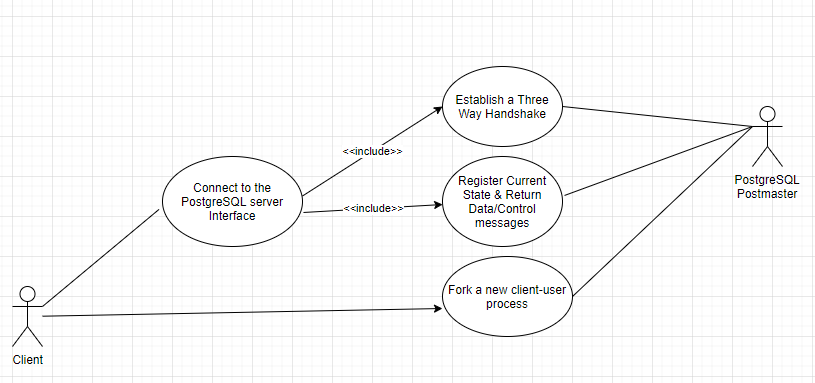 Establish a Three
Way Handshake
<<include>>
Connect to the
PostgreSQL server
Interface
<<include>>
Register Current
State & Return
Data/Control
messages
PostgreSQL
Postmaster
Fork a new client-user
process
Client